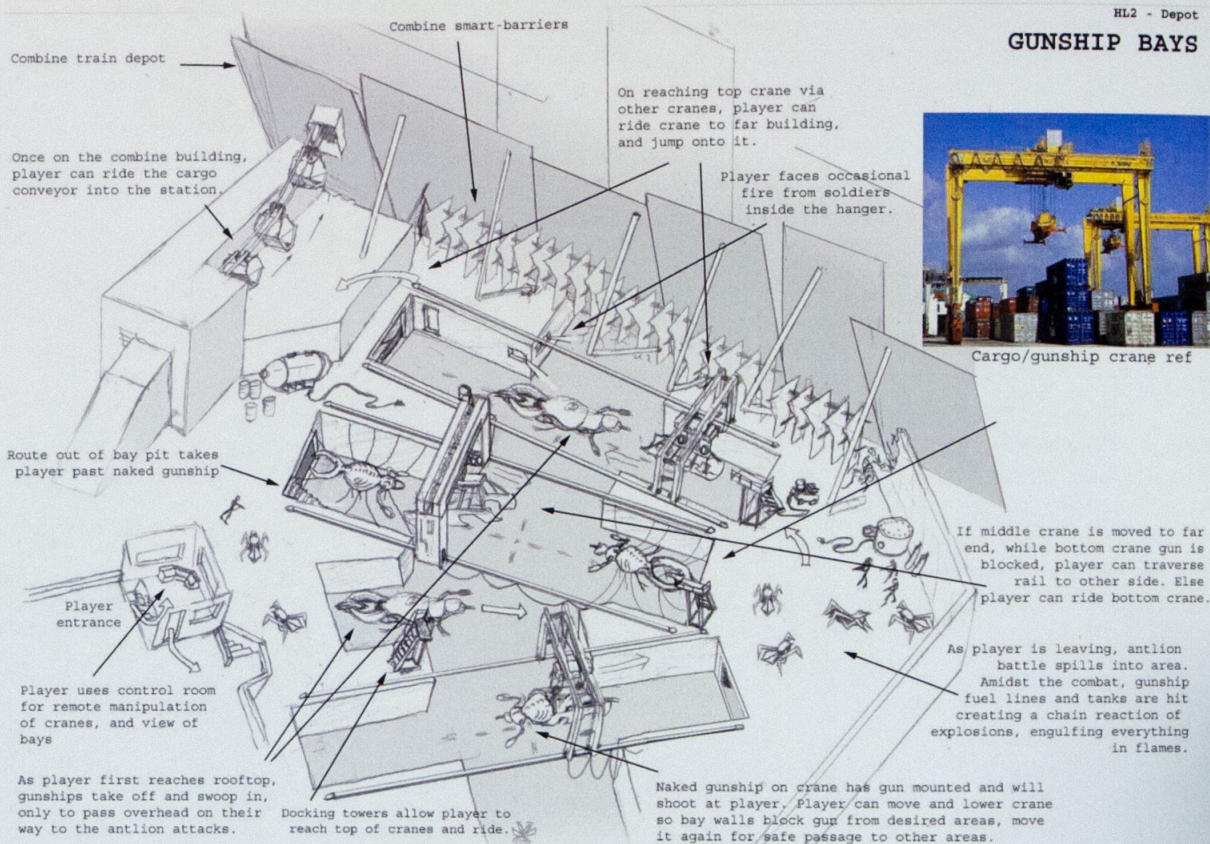 HL2 - Depot
GUNSHIP BAYS
Combine smart-barriers
Combine train depot
On reaching top crane via
other cranes, player can
ride crane to far building,
and jump onto it.
Once on the combine building,
player can ride the cargo
conveyor into the station.
Player faces occasional
fire from soldiers
inside the hanger.
Cargo/gunship crane ref
Route out of bay pit takes
player past naked gunship
If middle crane is moved to far
end, while bottom crane gun is
blocked, player can traverse
rail to other side. Else
player can ride bottom crane.
Player
entrance
As player is leaving, antlion
battle spills into area.
Amidst the combat, gunship
fuel lines and tanks are hit
creating a chain reaction of
explosions, engulfing everything
in flames.
Player uses control room
for remote manipulation
of cranes, and view of
bays
As player first reaches rooftop,
gunships take off and swoop in,
only to pass overhead on their
way to the antlion attacks.
Docking towers allow player to
reach top of cranes and ride.
Naked gunship on crane has gun mounted and will
shoot at player. Player can move and lower crane
so bay walls block gun from desired areas, move
it again for safe passage to other areas.